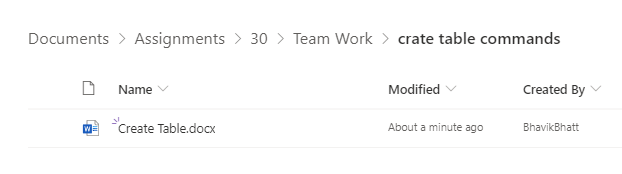 Documents > Assignments > 30 > Team Work > crate table commands
Name Modified Created By
Create Table.docx About a minute ago BhavikBhatt